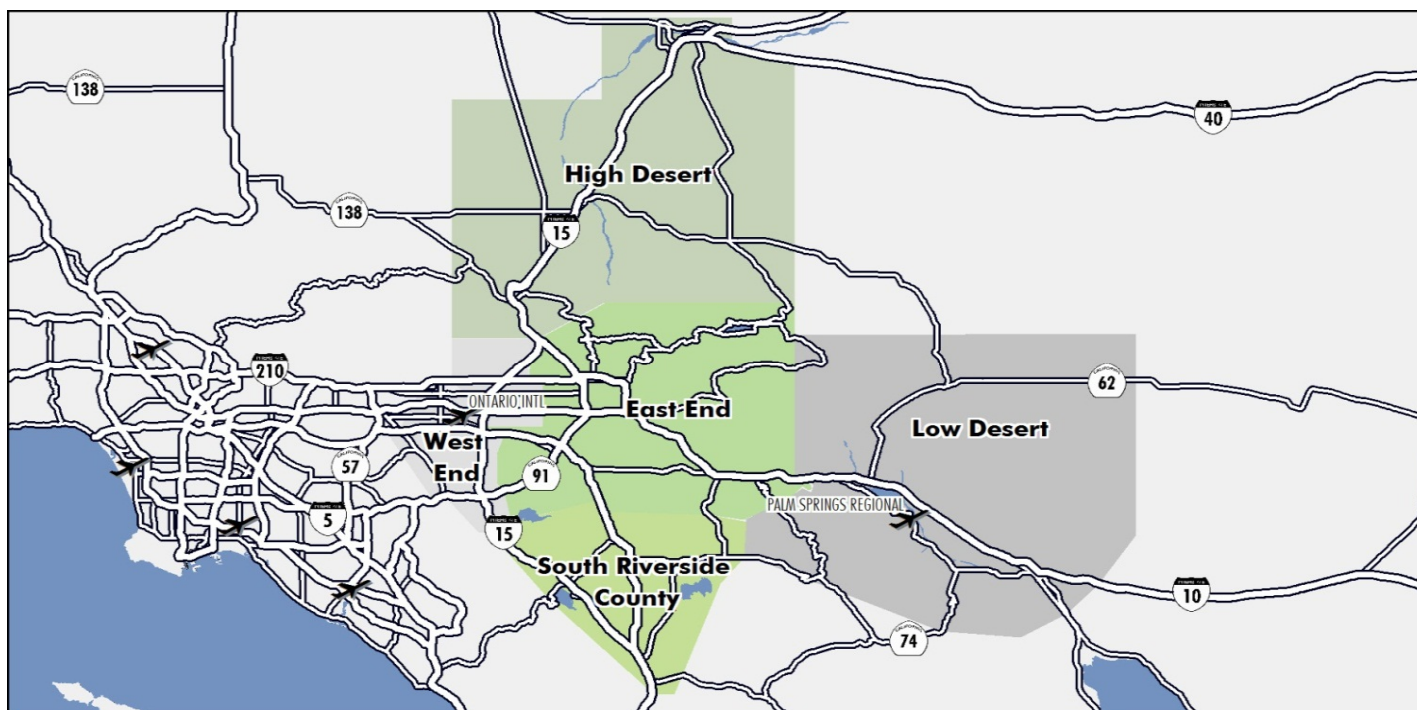 138
40
High Desert
138
15
210
ONTARIO INTL
62
East End
West
End
Low Desert
57
91
5
15
PALM SPRINGS REGIONAL
South Riverside
County
10
74